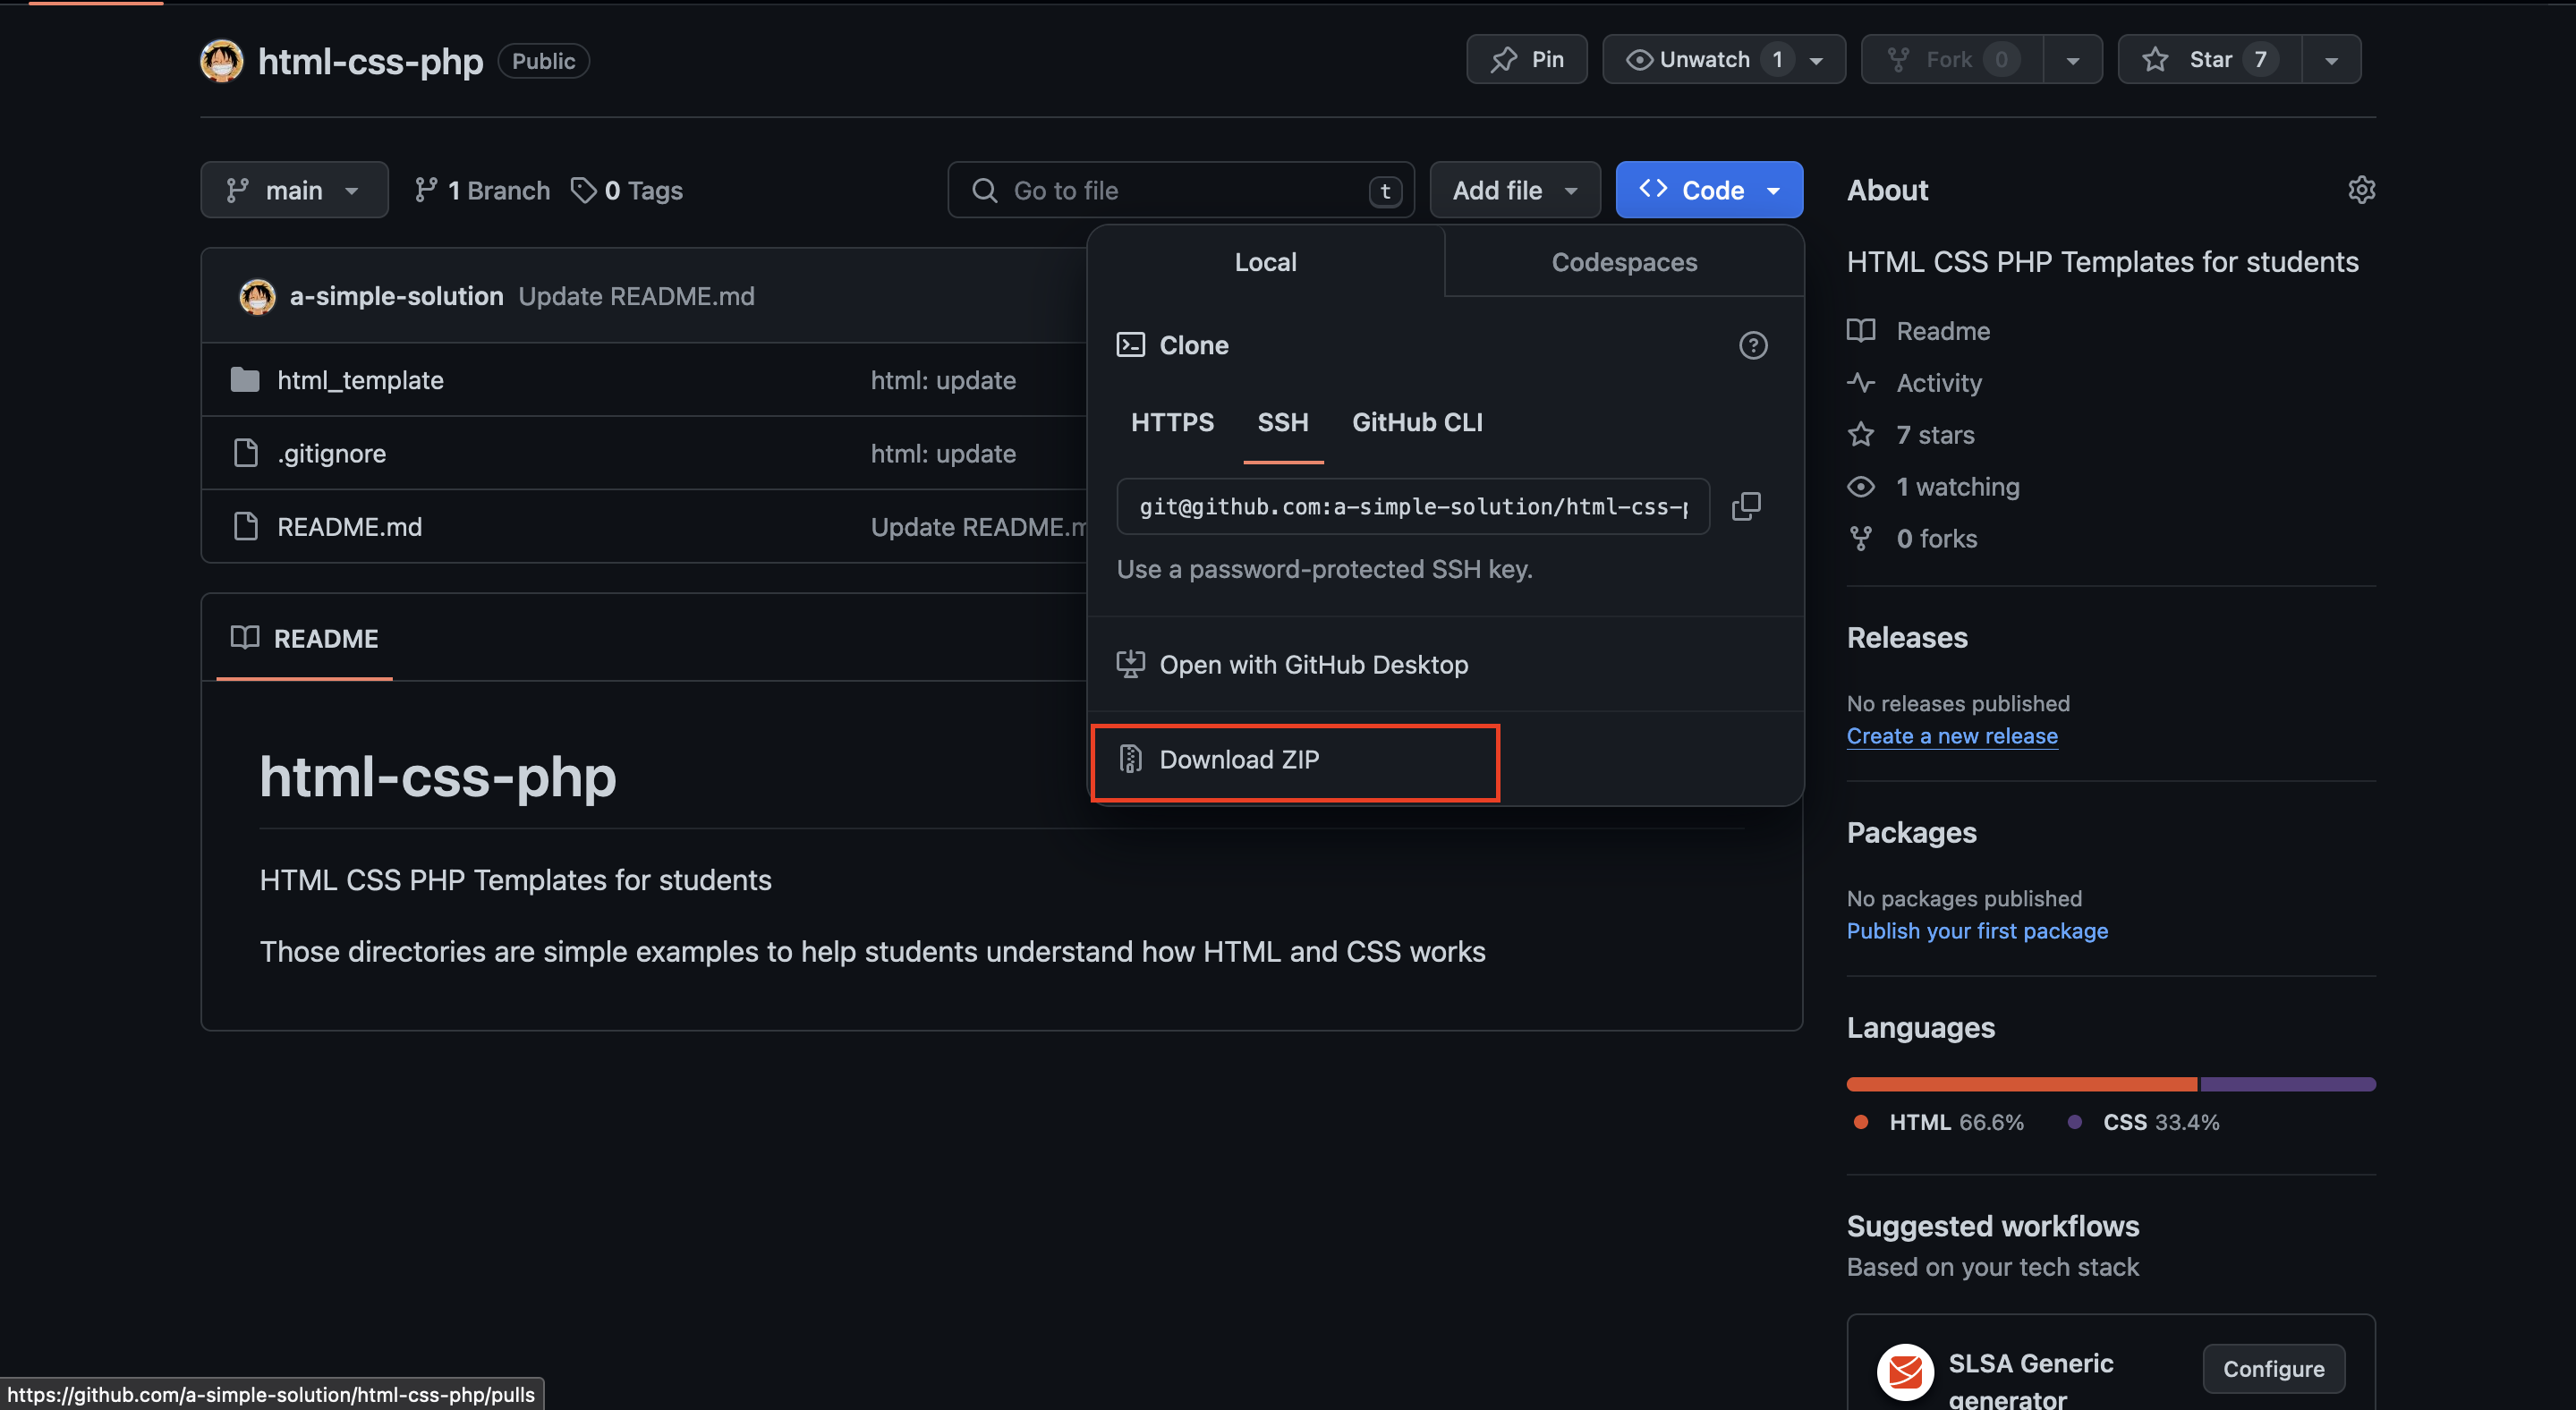 html-css-php Public
Pin
Unwatch 1
Fork 0
Star 7
main
1 Branch
0 Tags
Go to file t
Add file
Code
a-simple-solution Update README.md
html_template html: update
.gitignore html: update
README.md Update README.m
README
html-css-php
HTML CSS PHP Templates for students
Those directories are simple examples to help students understand how HTML and CSS works
Local
Codespaces
Clone
HTTPS SSH GitHub CLI
git@github.com:a-simple-solution/html-css-p
Use a password-protected SSH key.
Open with GitHub Desktop
Download ZIP
About
HTML CSS PHP Templates for students
Readme
Activity
7 stars
1 watching
0 forks
Releases
No releases published
Create a new release
Packages
No packages published
Publish your first package
Languages
HTML 66.6% CSS 33.4%
Suggested workflows
Based on your tech stack
SLSA Generic
generator
Configure
https://github.com/a-simple-solution/html-css-php/pulls